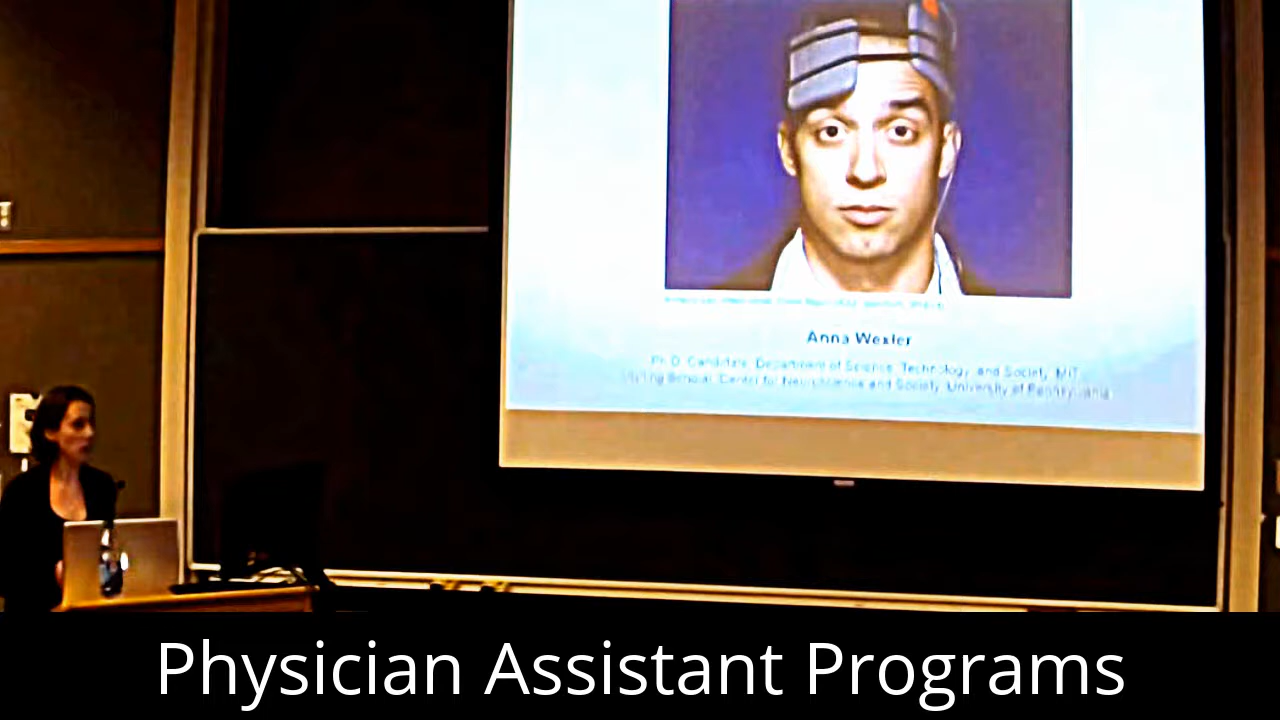 Anna Wexler
Ph.D. Candidate, Department of Science, Technology, and Society, MIT
Visiting Scholar, Center for Neuroscience and Society, University of Pennsylvania
Physician Assistant Programs